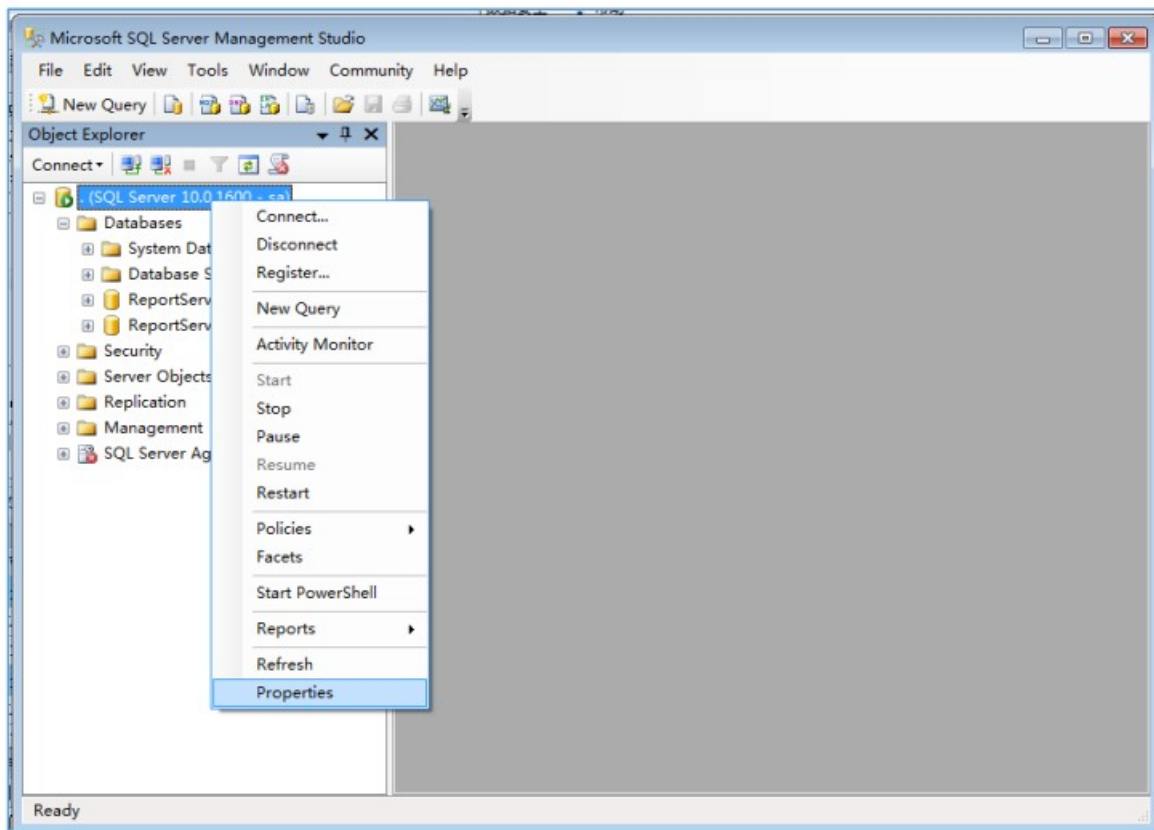 Microsoft SQL Server Management Studio
File Edit View Tools Window Community Help
New Query
Object Explorer
Connect
. (SQL Server 10.0.1600 - sa)
Databases
System Dat
Database S
ReportServ
ReportServ
Security
Server Objects
Replication
Management
SQL Server Ag
Connect...
Disconnect
Register...
New Query
Activity Monitor
Start
Stop
Pause
Resume
Restart
Policies
Facets
Start PowerShell
Reports
Refresh
Properties
Ready